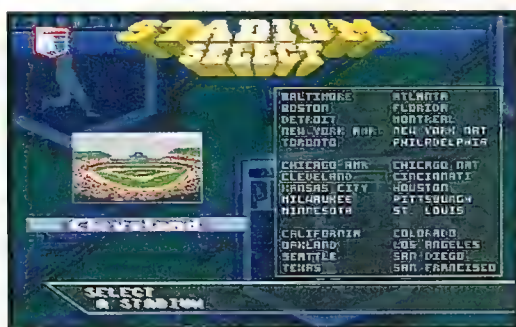 STADIUM
SELECT
BALTIMORE ATLANTA
BOSTON FLORIDA
DETROIT MONTREAL
NEW YORK AMR NEW YORK NAT
TORONTO PHILADELPHIA
CHICAGO AMR CHICAGO NAT
CLEVELAND CINCINNATI
KANSAS CITY HOUSTON
MILWAUKEE PITTSBURGH
MINNESOTA ST. LOUIS
CALIFORNIA COLORADO
OAKLAND LOS ANGELES
SEATTLE SAN DIEGO
TEXAS SAN FRANCISCO
Cleveland
SELECT
A STADIUM